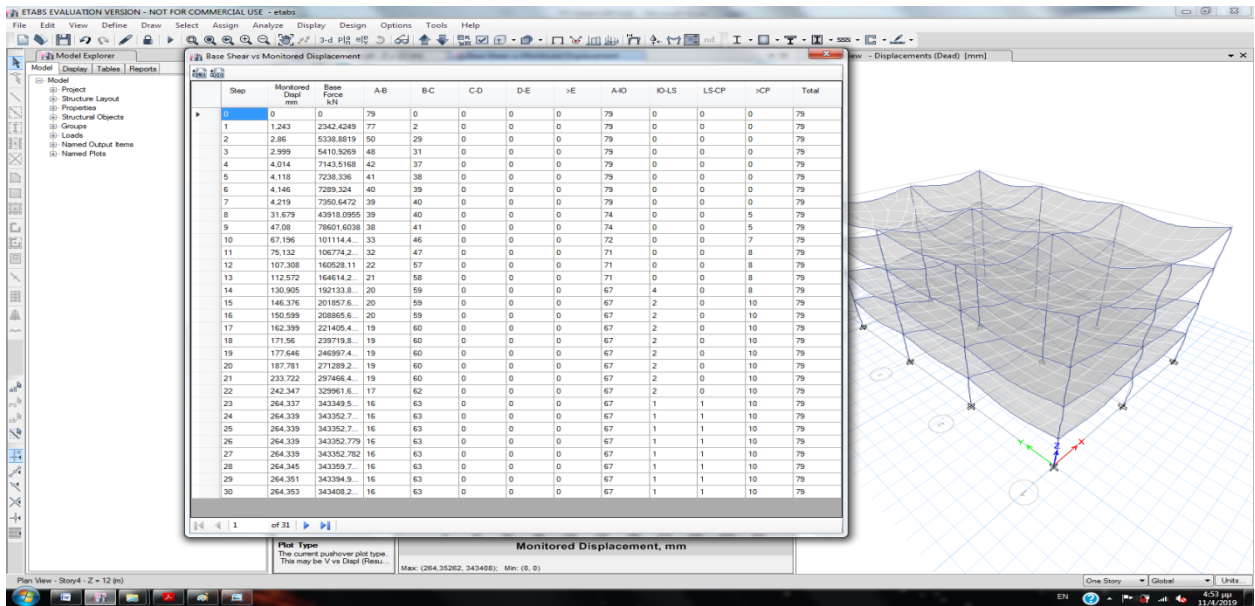 ETABS EVALUATION VERSION - NOT FOR COMMERCIAL USE - etabs
File Edit View Define Draw Select Assign Analyze Display Design Options Tools Help
3-d nd
Model Explorer
Model Display Tables Reports
Model
Project
Structure Layout
Properties
Structural Objects
Groups
Loads
Named Output Items
Named Plots
Base Shear vs Monitored Displacement
ew - Displacements (Dead) [mm]
Step Monitored Displ mm Base Force kN A-B B-C C-D D-E >E A-IO IO-LS LS-CP >CP Total
0 0 0 79 0 0 0 0 79 0 0 0 79
1 1,243 2342,4249 77 2 0 0 0 79 0 0 0 79
2 2,86 5338,8819 50 29 0 0 0 79 0 0 0 79
3 2,999 5410,9269 48 31 0 0 0 79 0 0 0 79
4 4,014 7143,5168 42 37 0 0 0 79 0 0 0 79
5 4,118 7238,336 41 38 0 0 0 79 0 0 0 79
6 4,146 7289,324 40 39 0 0 0 79 0 0 0 79
7 4,219 7350,6472 39 40 0 0 0 79 0 0 0 79
8 31,679 43918,0955 39 40 0 0 0 74 0 0 5 79
9 47,08 78601,6038 38 41 0 0 0 74 0 0 5 79
10 67,196 101114,4... 33 46 0 0 0 72 0 0 7 79
11 75,132 106774,2... 32 47 0 0 0 71 0 0 8 79
12 107,308 160528,11 22 57 0 0 0 71 0 0 8 79
13 112,572 164614,2... 21 58 0 0 0 71 0 0 8 79
14 130,905 192133,8... 20 59 0 0 0 67 4 0 8 79
15 146,376 201857,6... 20 59 0 0 0 67 2 0 10 79
16 150,599 208865,6... 20 59 0 0 0 67 2 0 10 79
17 162,399 221405,4... 19 60 0 0 0 67 2 0 10 79
18 171,56 239719,8... 19 60 0 0 0 67 2 0 10 79
19 177,646 246997,4... 19 60 0 0 0 67 2 0 10 79
20 187,781 271289,2... 19 60 0 0 0 67 2 0 10 79
21 233,722 297466,4... 19 60 0 0 0 67 2 0 10 79
22 242,347 329961,6... 17 62 0 0 0 67 2 0 10 79
23 264,337 343349,5... 16 63 0 0 0 67 1 1 10 79
24 264,339 343352,7... 16 63 0 0 0 67 1 1 10 79
25 264,339 343352,7... 16 63 0 0 0 67 1 1 10 79
26 264,339 343352,779 16 63 0 0 0 67 1 1 10 79
27 264,339 343352,782 16 63 0 0 0 67 1 1 10 79
28 264,345 343359,7... 16 63 0 0 0 67 1 1 10 79
29 264,351 343394,9... 16 63 0 0 0 67 1 1 10 79
30 264,353 343408,2... 16 63 0 0 0 67 1 1 10 79
1 of 31
Plot Type
The current pushover plot type.
This may be V vs Displ (Resu...
Monitored Displacement, mm
Max: (264,35262, 343408); Min: (0, 0)
Y Z X
Plan View - Story4 - Z = 12 (m)
One Story Global Units...
EN 4:53 μμ
11/4/2019